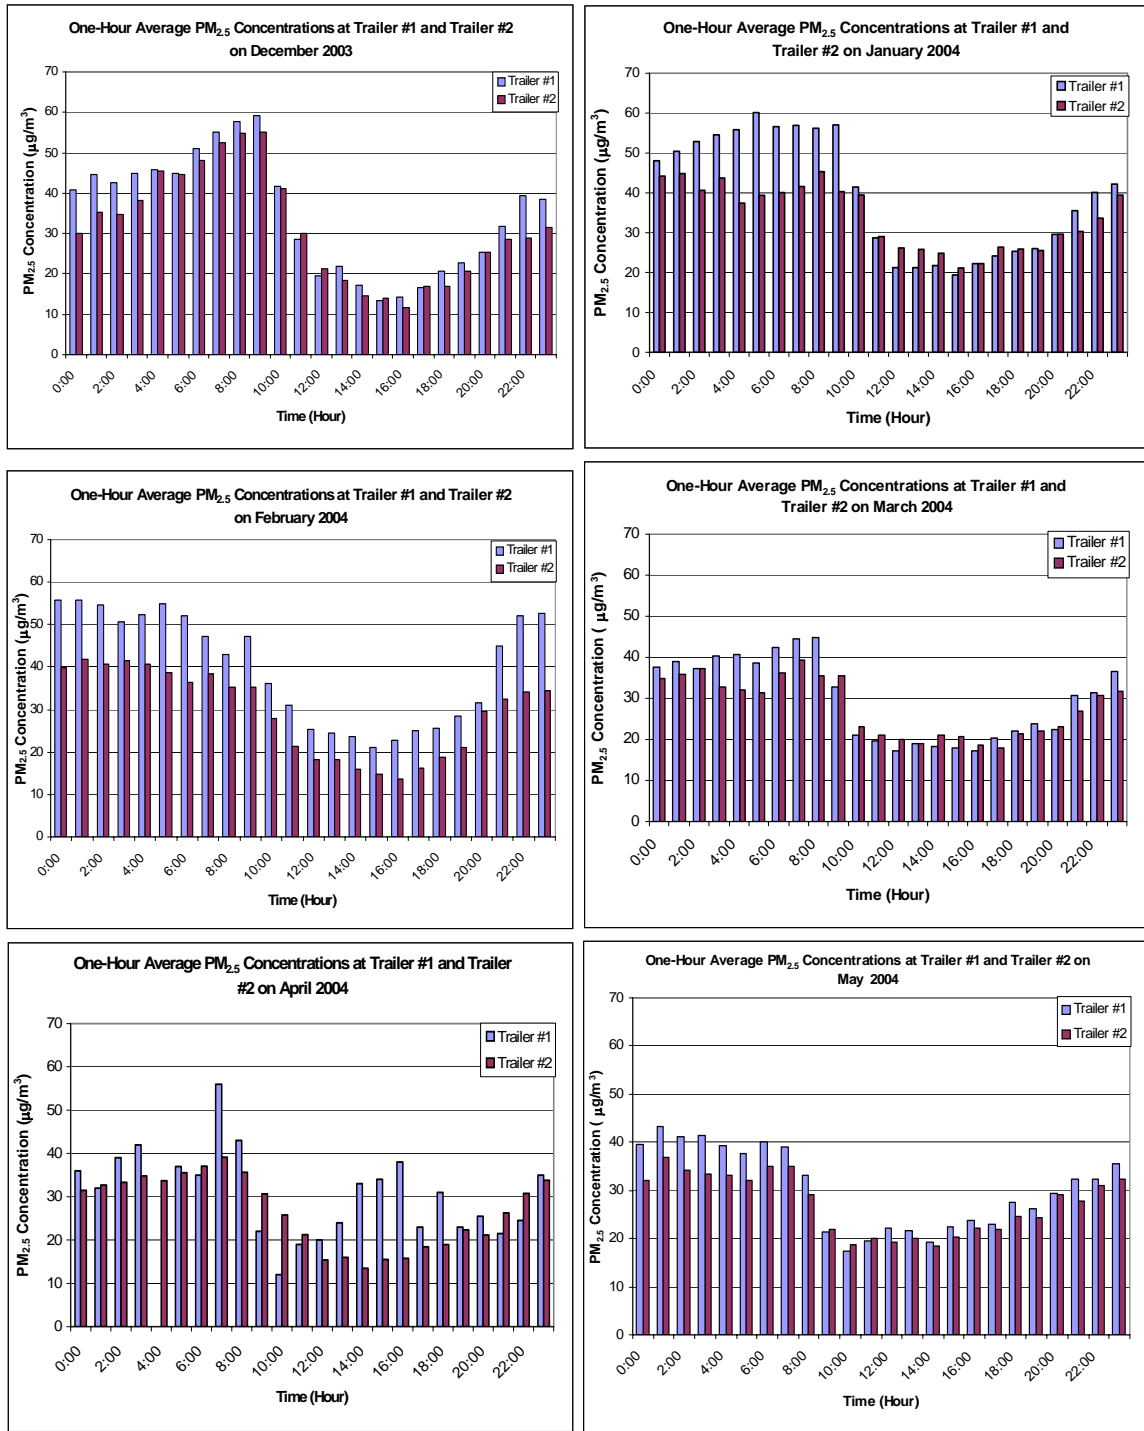 One-Hour Average PM2.5 Concentrations at Trailer #1 and Trailer #2
on December 2003
Trailer #1
Trailer #2
PM2.5 Concentration (µg/m³)
70
60
50
40
30
20
10
0
0:00 2:00 4:00 6:00 8:00 10:00 12:00 14:00 16:00 18:00 20:00 22:00
Time (Hour)
One-Hour Average PM2.5 Concentrations at Trailer #1 and
Trailer #2 on January 2004
Trailer #1
Trailer #2
PM2.5 Concentration (µg/m³)
70
60
50
40
30
20
10
0
0:00 2:00 4:00 6:00 8:00 10:00 12:00 14:00 16:00 18:00 20:00 22:00
Time (Hour)
One-Hour Average PM2.5 Concentrations at Trailer #1 and Trailer #2
on February 2004
Trailer #1
Trailer #2
PM2.5 Concentration (µg/m³)
70
60
50
40
30
20
10
0
0:00 2:00 4:00 6:00 8:00 10:00 12:00 14:00 16:00 18:00 20:00 22:00
Time (Hour)
One-Hour Average PM2.5 Concentrations at Trailer #1 and
Trailer #2 on March 2004
Trailer #1
Trailer #2
PM2.5 Concentration ( µg/m³)
70
60
50
40
30
20
10
0
0:00 2:00 4:00 6:00 8:00 10:00 12:00 14:00 16:00 18:00 20:00 22:00
Time (Hour)
One-Hour Average PM2.5 Concentrations at Trailer #1 and Trailer
#2 on April 2004
Trailer #1
Trailer #2
PM2.5 Concentration (µg/m³)
70
60
50
40
30
20
10
0
0:00 2:00 4:00 6:00 8:00 10:00 12:00 14:00 16:00 18:00 20:00 22:00
Time (Hour)
One-Hour Average PM2.5 Concentrations at Trailer #1 and Trailer #2 on
May 2004
Trailer #1
Trailer #2
PM2.5 Concentration ( µg/m³)
70
60
50
40
30
20
10
0
0:00 2:00 4:00 6:00 8:00 10:00 12:00 14:00 16:00 18:00 20:00 22:00
Time (Hour)